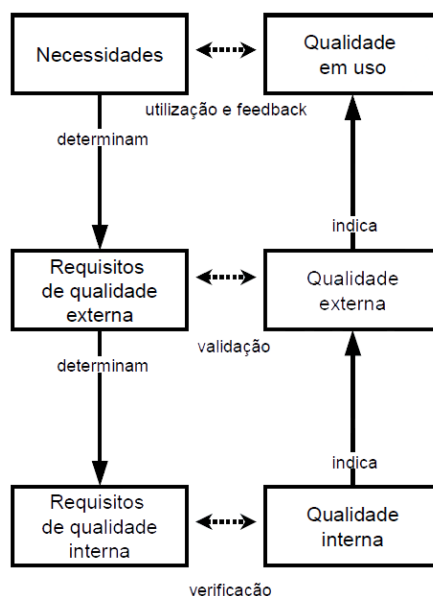 Necessidades
Qualidade
em uso
utilização e feedback
determinam
indica
Requisitos
de qualidade
externa
Qualidade
externa
validação
determinam
indica
Requisitos
de qualidade
interna
Qualidade
interna
verificação